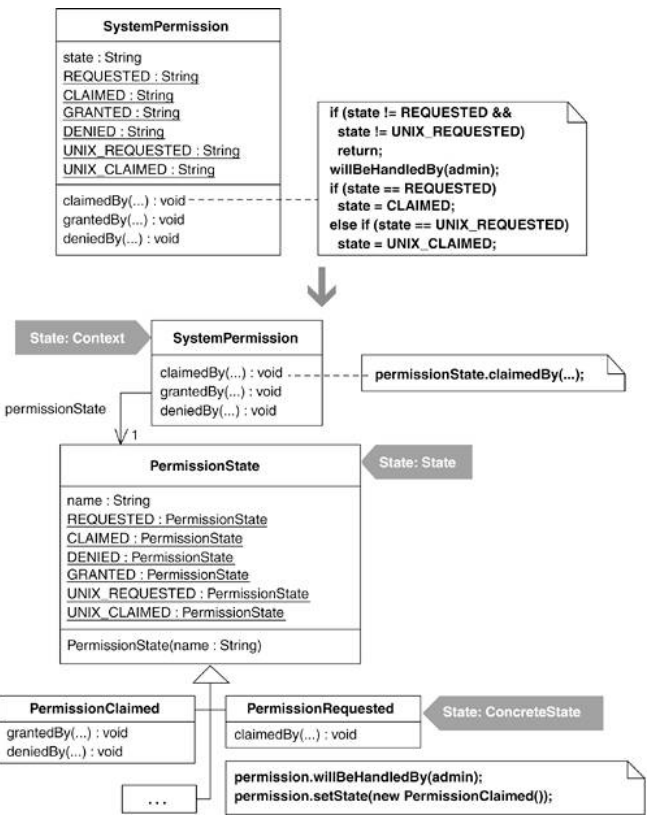 SystemPermission
state : String
REQUESTED : String
CLAIMED : String
GRANTED : String
DENIED : String
UNIX_REQUESTED : String
UNIX_CLAIMED : String
claimedBy(...) : void
grantedBy(...) : void
deniedBy(...) : void
if (state != REQUESTED &&
state != UNIX_REQUESTED)
return;
willBeHandledBy(admin);
if (state == REQUESTED)
state = CLAIMED;
else if (state == UNIX_REQUESTED)
state = UNIX_CLAIMED;
State: Context
SystemPermission
claimedBy(...) : void
grantedBy(...) : void
deniedBy(...) : void
permissionState.claimedBy(...);
permissionState
1
PermissionState
State: State
name : String
REQUESTED : PermissionState
CLAIMED : PermissionState
DENIED : PermissionState
GRANTED : PermissionState
UNIX_REQUESTED : PermissionState
UNIX_CLAIMED : PermissionState
PermissionState(name : String)
PermissionClaimed
grantedBy(...) : void
deniedBy(...) : void
PermissionRequested
claimedBy(...) : void
State: ConcreteState
...
permission.willBeHandledBy(admin);
permission.setState(new PermissionClaimed());